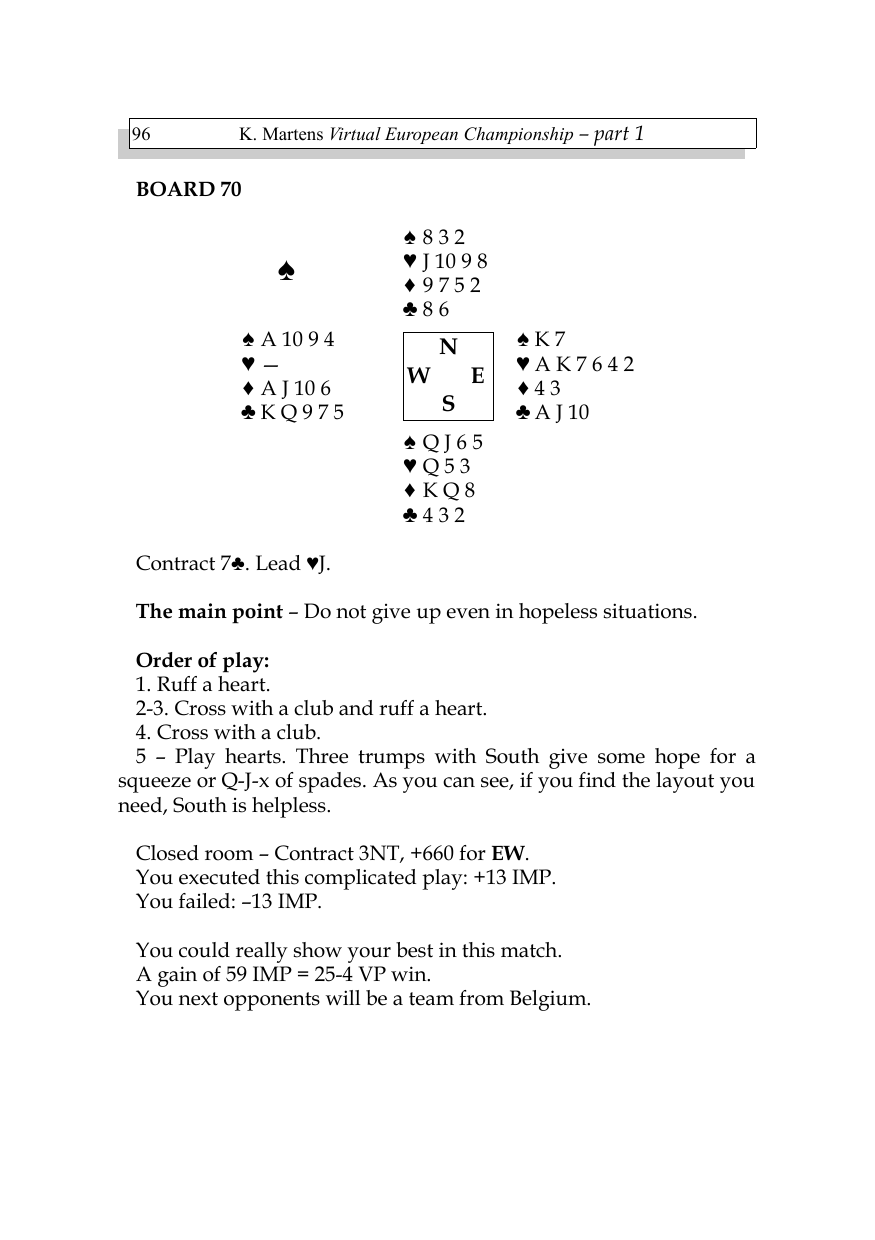 96 K. Martens Virtual European Championship – part 1
BOARD 70
♠ 8 3 2
♠
♥ J 10 9 8
♦ 9 7 5 2
♣ 8 6
♠ A 10 9 4
♥ —
♦ A J 10 6
♣ K Q 9 7 5
N
W E
S
♠ K 7
♥ A K 7 6 4 2
♦ 4 3
♣ A J 10
♠ Q J 6 5
♥ Q 5 3
♦ K Q 8
♣ 4 3 2
Contract 7♣. Lead ♥J.
The main point – Do not give up even in hopeless situations.
Order of play:
1. Ruff a heart.
2-3. Cross with a club and ruff a heart.
4. Cross with a club.
5 – Play hearts. Three trumps with South give some hope for a
squeeze or Q-J-x of spades. As you can see, if you find the layout you
need, South is helpless.
Closed room – Contract 3NT, +660 for EW.
You executed this complicated play: +13 IMP.
You failed: –13 IMP.
You could really show your best in this match.
A gain of 59 IMP = 25-4 VP win.
You next opponents will be a team from Belgium.